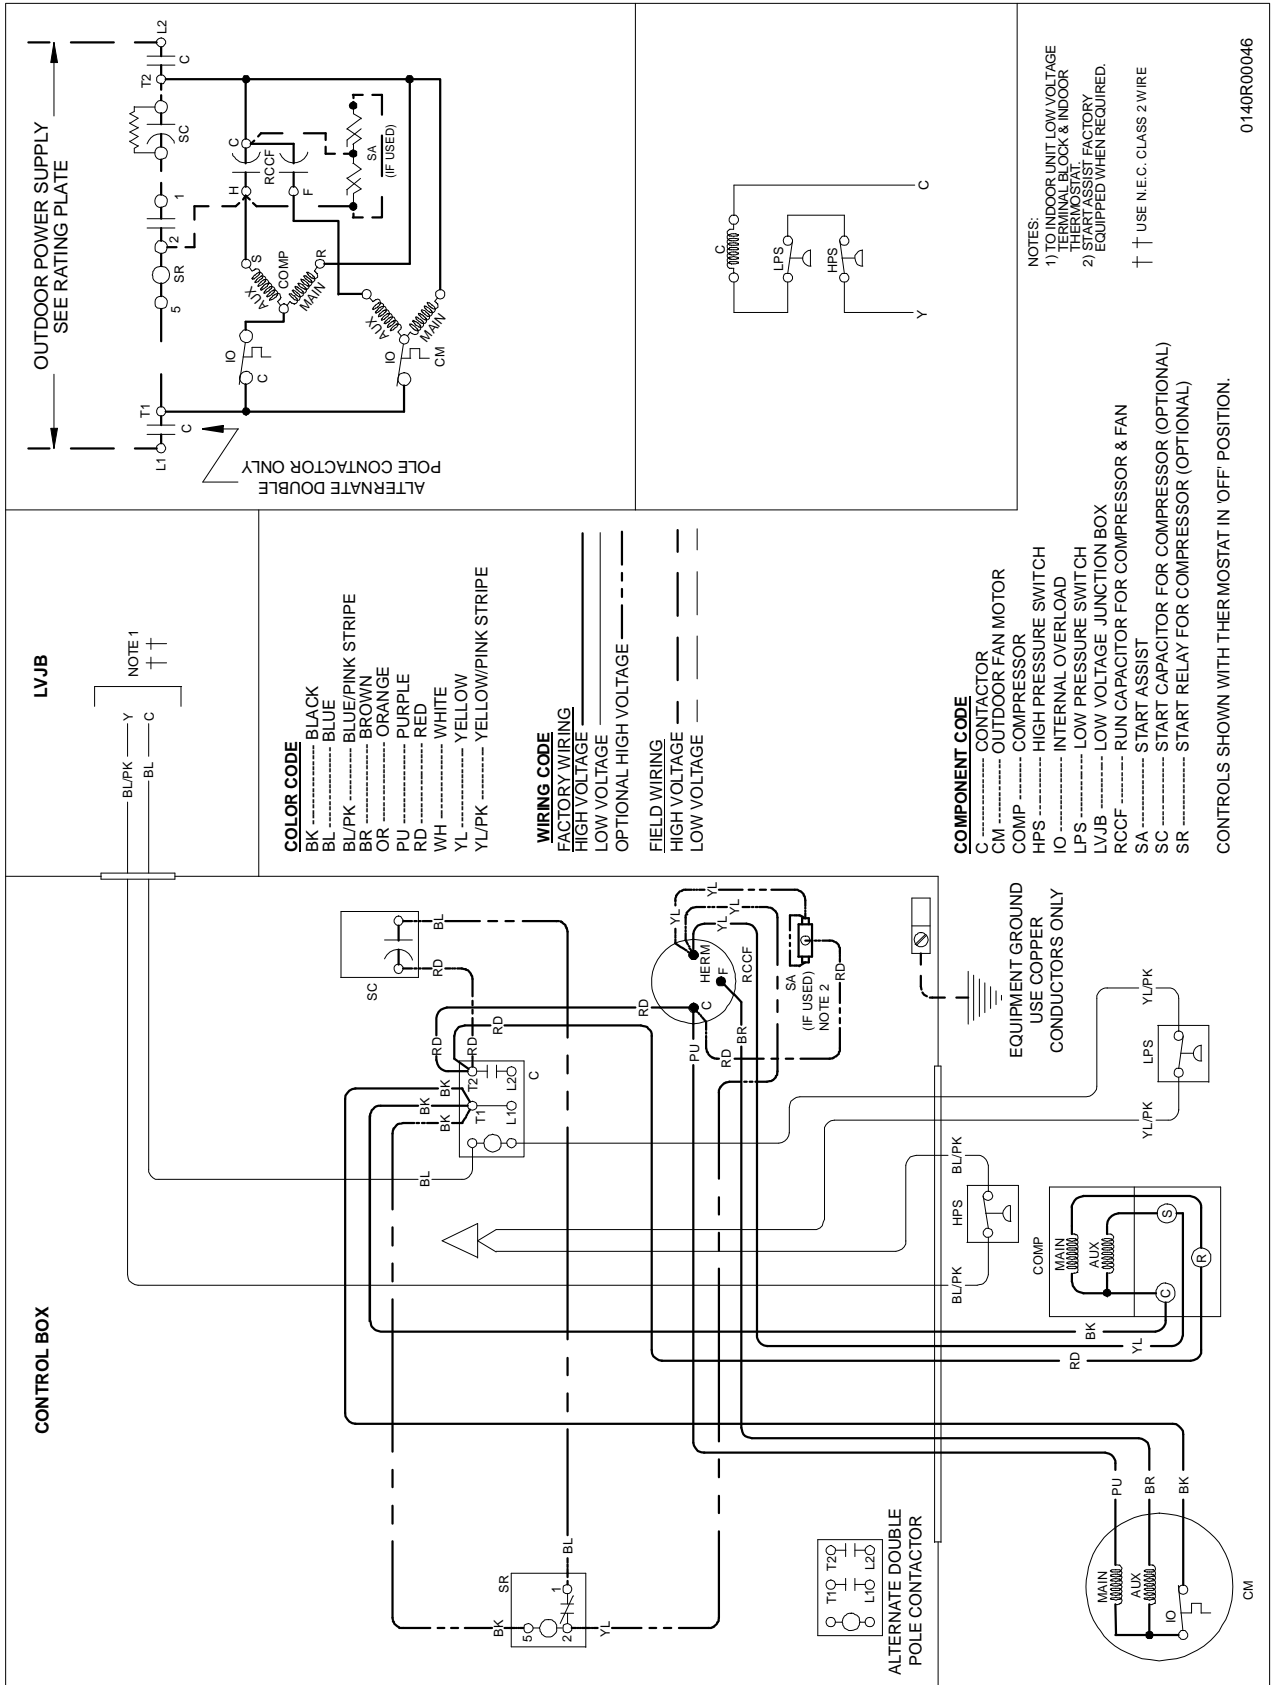 CONTROL BOX
LVJB
BL/PK
Y
BL
C
NOTE 1
† †
OUTDOOR POWER SUPPLY
SEE RATING PLATE
L1
C
T1
5
SR
2
1
SC
T2
C
L2
ALTERNATE DOUBLE
POLE CONTACTOR ONLY
IO
C
S
AUX
COMP
MAIN
R
H
RCCF
C
F
SA
(IF USED)
IO
CM
AUX
MAIN
C
LPS
HPS
Y
C
COLOR CODE
BK ---------- BLACK
BL ---------- BLUE
BL/PK ---------- BLUE/PINK STRIPE
BR ---------- BROWN
OR ---------- ORANGE
PU ---------- PURPLE
RD ---------- RED
WH ---------- WHITE
YL ---------- YELLOW
YL/PK ---------- YELLOW/PINK STRIPE
WIRING CODE
FACTORY WIRING
HIGH VOLTAGE
LOW VOLTAGE
OPTIONAL HIGH VOLTAGE
FIELD WIRING
HIGH VOLTAGE
LOW VOLTAGE
COMPONENT CODE
C ---------- CONTACTOR
CM ---------- OUTDOOR FAN MOTOR
COMP ---------- COMPRESSOR
HPS ---------- HIGH PRESSURE SWITCH
IO ---------- INTERNAL OVERLOAD
LPS ---------- LOW PRESSURE SWITCH
LVJB ---------- LOW VOLTAGE JUNCTION BOX
RCCF ---------- RUN CAPACITOR FOR COMPRESSOR & FAN
SA ---------- START ASSIST
SC ---------- START CAPACITOR FOR COMPRESSOR (OPTIONAL)
SR ---------- START RELAY FOR COMPRESSOR (OPTIONAL)
CONTROLS SHOWN WITH THERMOSTAT IN 'OFF' POSITION.
NOTES:
1) TO INDOOR UNIT LOW VOLTAGE
TERMINAL BLOCK & INDOOR
THERMOSTAT.
2) START ASSIST FACTORY
EQUIPPED WHEN REQUIRED.
† † USE N.E.C. CLASS 2 WIRE
0140R00046
SC
RD
BL
RD
RD
RD
BK
BK
BK
T2
L2
T1
L1
C
BL
RD
YL
YL
YL
HERM
F
C
RCCF
PU
BR
RD
SA
(IF USED)
NOTE 2
RD
EQUIPMENT GROUND
USE COPPER
CONDUCTORS ONLY
YL/PK
LPS
YL/PK
BL/PK
HPS
BL/PK
COMP
MAIN
AUX
S
R
C
BK
YL
RD
SR
BK
5
2
1
BL
YL
T1
T2
L1
L2
ALTERNATE DOUBLE
POLE CONTACTOR
PU
BR
BK
MAIN
AUX
IO
CM